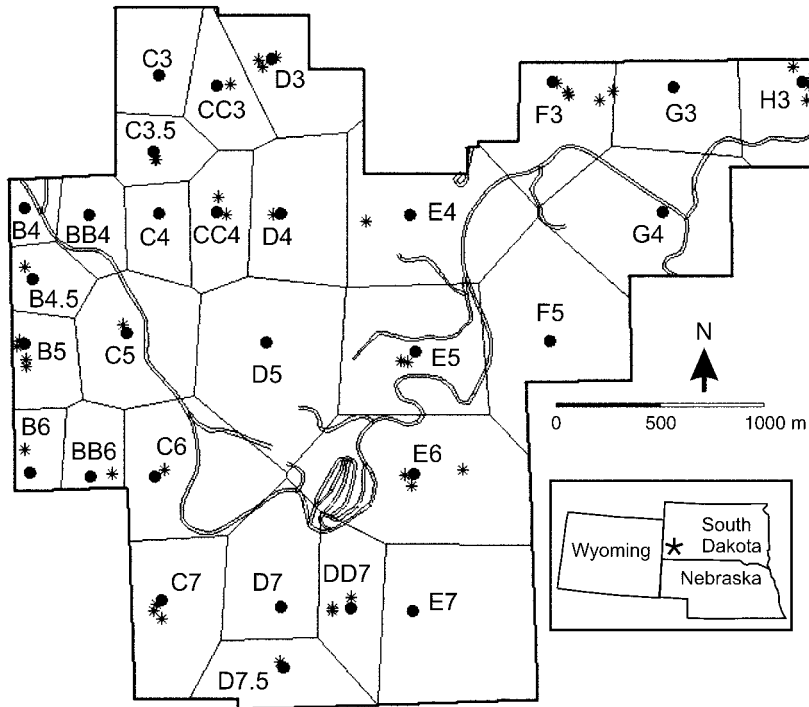 C3
CC3
D3
F3
G3
H3
C3.5
B4
BB4
C4
CC4
D4
E4
G4
B4.5
B5
C5
D5
E5
F5
N
0 500 1000 m
B6
BB6
C6
E6
C7
D7
DD7
E7
D7.5
Wyoming
South
Dakota
Nebraska